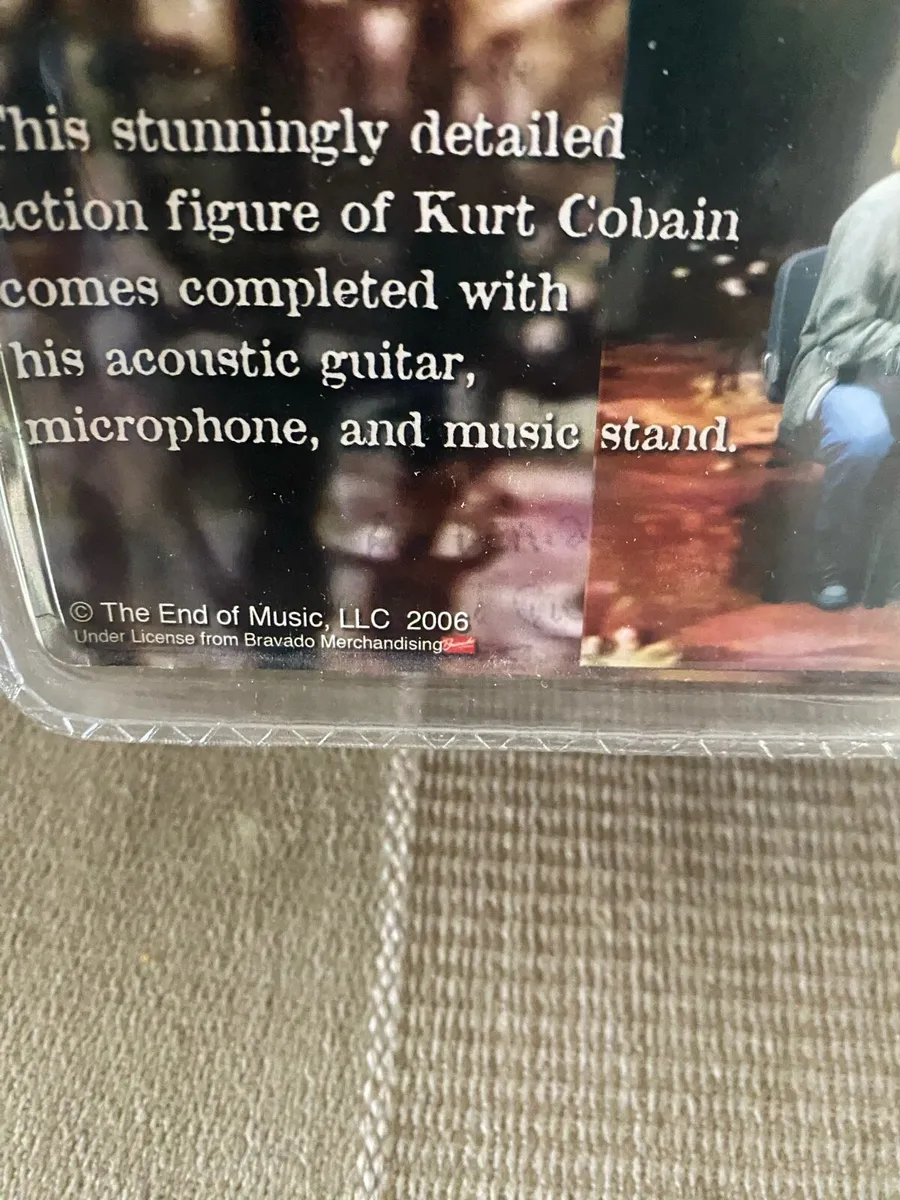 This stunningly detailed
action figure of Kurt Cobain
comes completed with
his acoustic guitar,
microphone, and music stand.
© The End of Music, LLC 2006
Under License from Bravado Merchandising